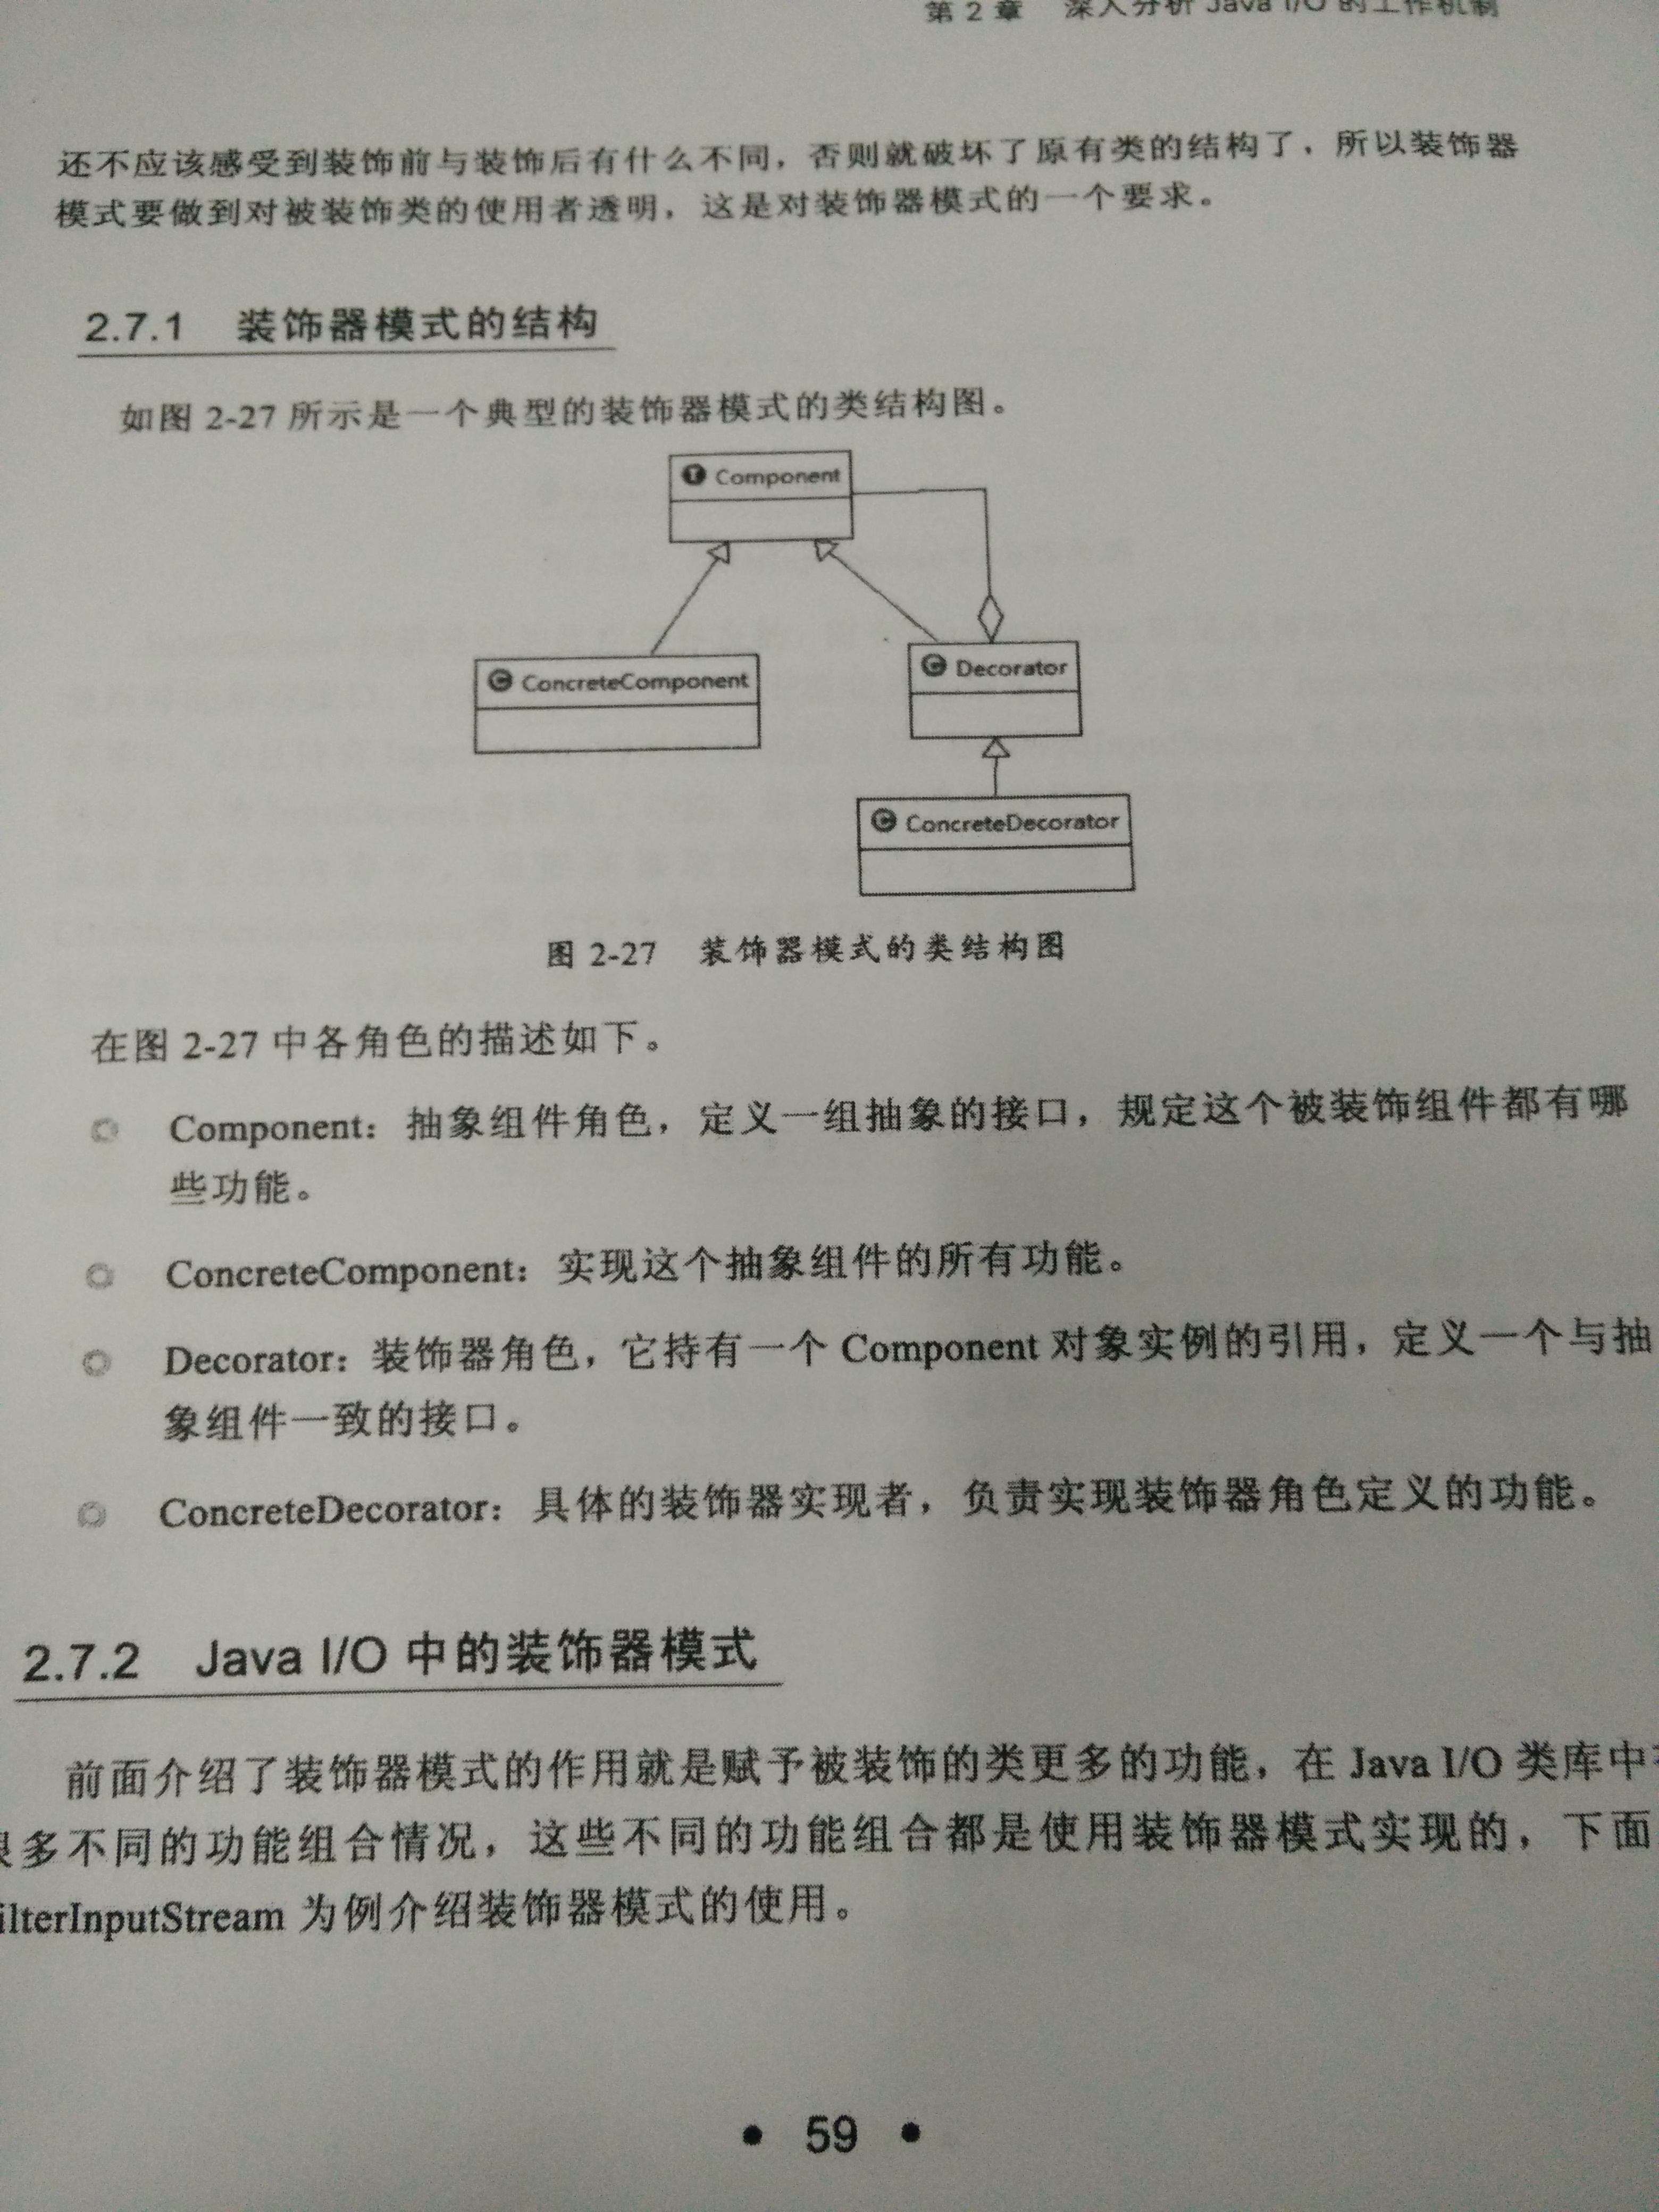 第 2 章 深入分析 Java I/O 的工作机制
还不应该感受到装饰前与装饰后有什么不同，否则就破坏了原有类的结构了，所以装饰器
模式要做到对被装饰类的使用者透明，这是对装饰器模式的一个要求。
2.7.1 装饰器模式的结构
如图 2-27 所示是一个典型的装饰器模式的类结构图。
I Component
C ConcreteComponent
C Decorator
C ConcreteDecorator
图 2-27 装饰器模式的类结构图
在图 2-27 中各角色的描述如下。
Component：抽象组件角色，定义一组抽象的接口，规定这个被装饰组件都有哪
些功能。
ConcreteComponent：实现这个抽象组件的所有功能。
Decorator：装饰器角色，它持有一个 Component 对象实例的引用，定义一个与抽
象组件一致的接口。
ConcreteDecorator：具体的装饰器实现者，负责实现装饰器角色定义的功能。
2.7.2 Java I/O 中的装饰器模式
前面介绍了装饰器模式的作用就是赋予被装饰的类更多的功能，在 Java I/O 类库中
多不同的功能组合情况，这些不同的功能组合都是使用装饰器模式实现的，下面
ilterInputStream 为例介绍装饰器模式的使用。
• 59 •